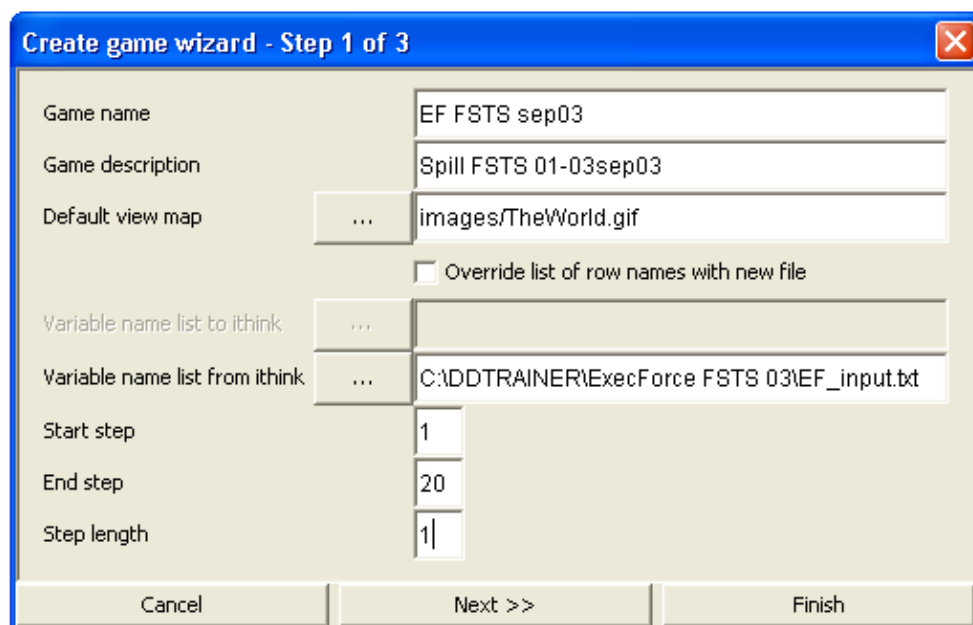 Create game wizard - Step 1 of 3
Game name EF FSTS sep03
Game description Spill FSTS 01-03sep03
Default view map ... images/TheWorld.gif
Override list of row names with new file
Variable name list to ithink ...
Variable name list from ithink ... C:\DDTRAINER\ExecForce FSTS 03\EF_input.txt
Start step 1
End step 20
Step length 1
Cancel Next >> Finish